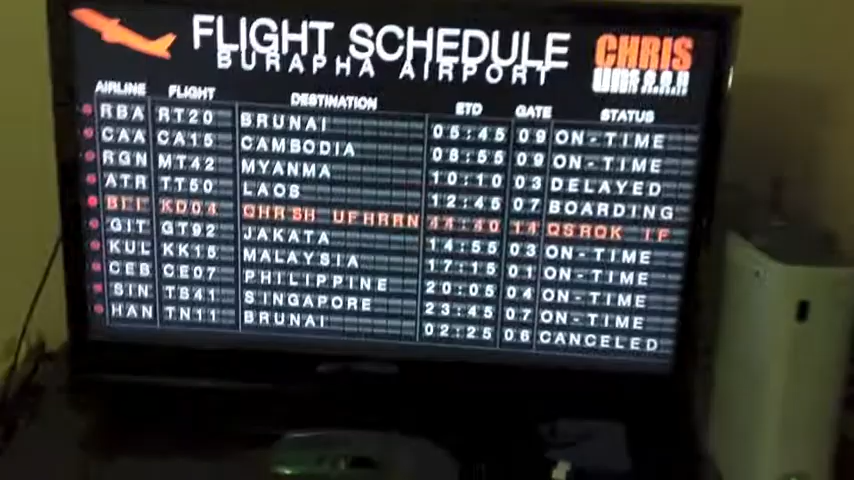 FLIGHT SCHEDULE
BURAPHA AIRPORT
CHRIS
AIRLINE FLIGHT DESTINATION ETD GATE STATUS
RBA RT20 BRUNAI 05:45 09 ON-TIME
CAA CA15 CAMBODIA 08:55 09 ON-TIME
RGN MT42 MYANMA 10:10 03 DELAYED
ATR TT50 LAOS 12:45 07 BOARDING
KD04 44:40 14
GIT GT92 JAKATA 14:55 03 ON-TIME
KUL KK15 MALAYSIA 17:15 01 ON-TIME
CEB CE07 PHILIPPINE 20:05 04 ON-TIME
SIN TS41 SINGAPORE 23:45 07 ON-TIME
HAN TN11 BRUNAI 02:25 06 CANCELED